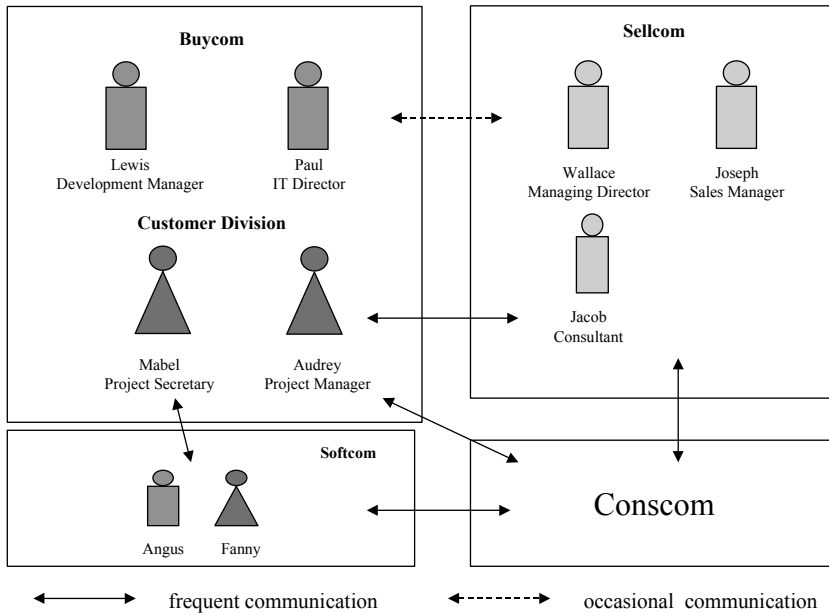 Buycom
Lewis
Development Manager
Paul
IT Director
Customer Division
Mabel
Project Secretary
Audrey
Project Manager
Sellcom
Wallace
Managing Director
Joseph
Sales Manager
Jacob
Consultant
Softcom
Angus
Fanny
Conscom
frequent communication
occasional communication